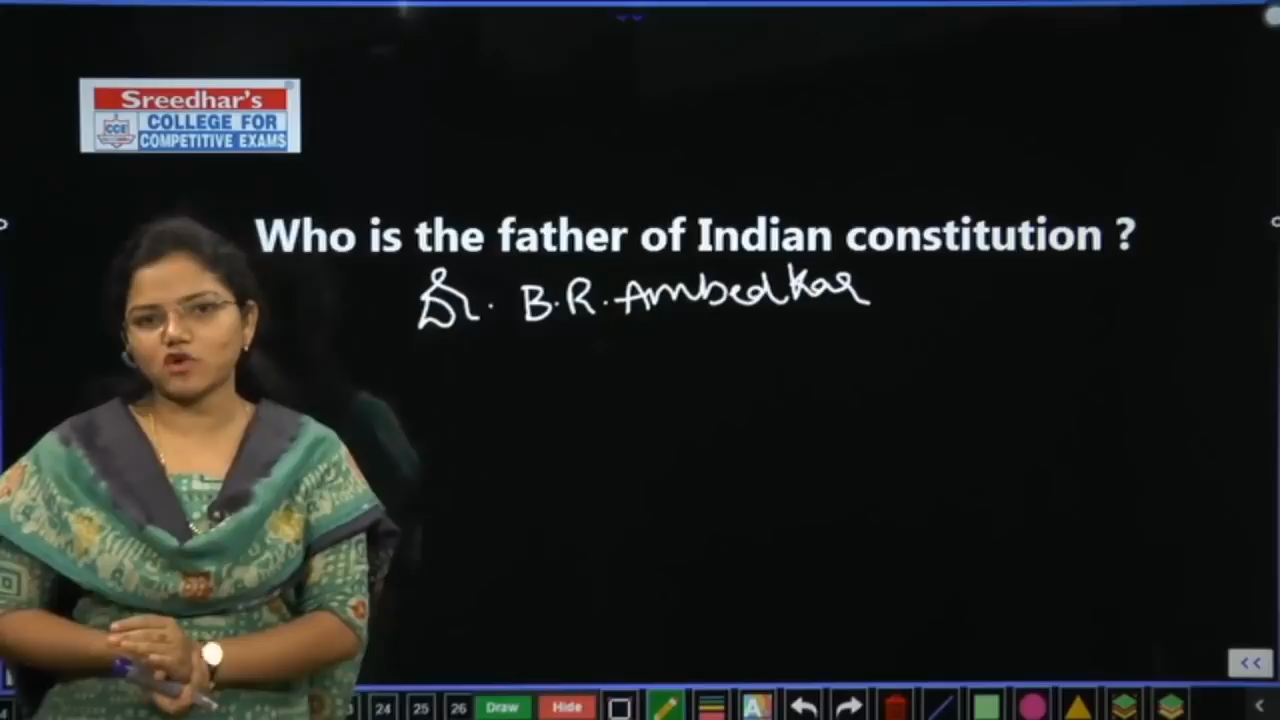 Sreedhar's
CCE
COLLEGE FOR
COMPETITIVE EXAMS
Who is the father of Indian constitution ?
Dr. B.R. Ambedkar
<<
24 25 26 Draw Hide A
<